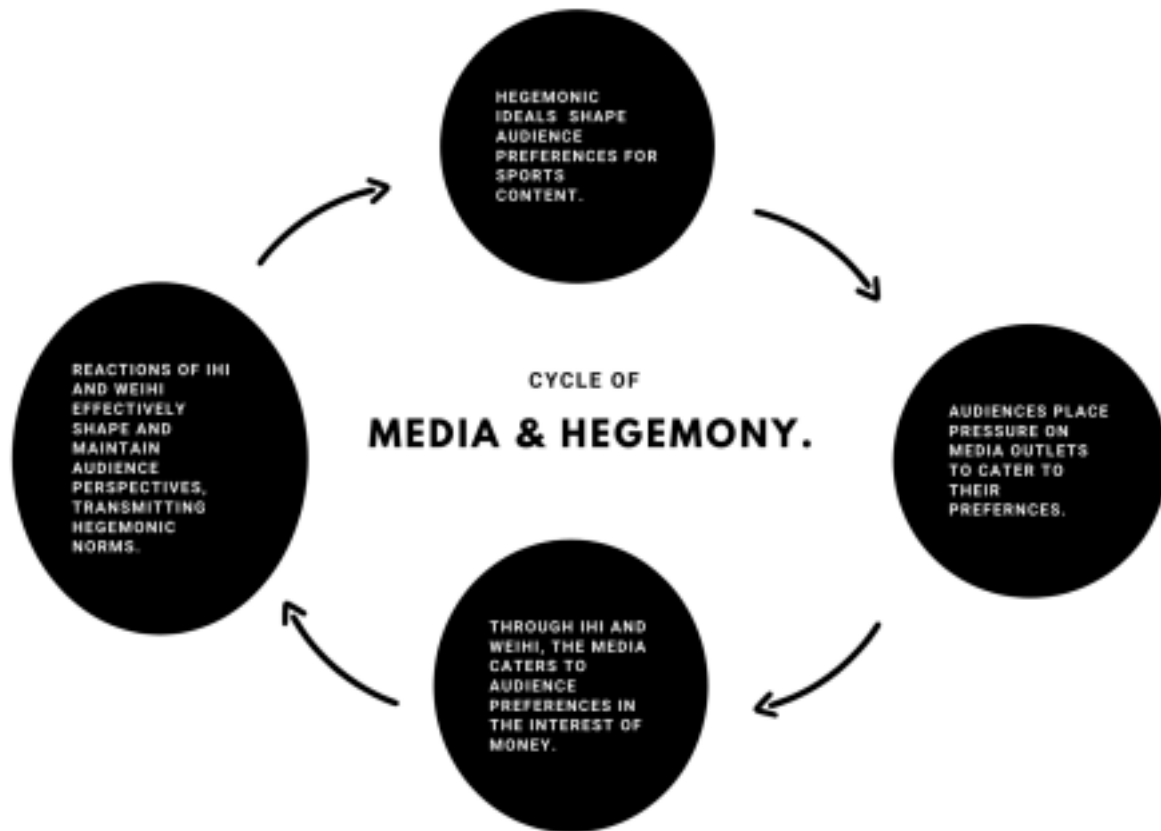 HEGEMONIC
IDEALS SHAPE
AUDIENCE
PREFERENCES FOR
SPORTS
CONTENT.
AUDIENCES PLACE
PRESSURE ON
MEDIA OUTLETS
TO CATER TO
THEIR
PREFERNCES.
THROUGH IHI AND
WEIHI, THE MEDIA
CATERS TO
AUDIENCE
PREFERENCES IN
THE INTEREST OF
MONEY.
REACTIONS OF IHI
AND WEIHI
EFFECTIVELY
SHAPE AND
MAINTAIN
AUDIENCE
PERSPECTIVES,
TRANSMITTING
HEGEMONIC
NORMS.
CYCLE OF
MEDIA & HEGEMONY.